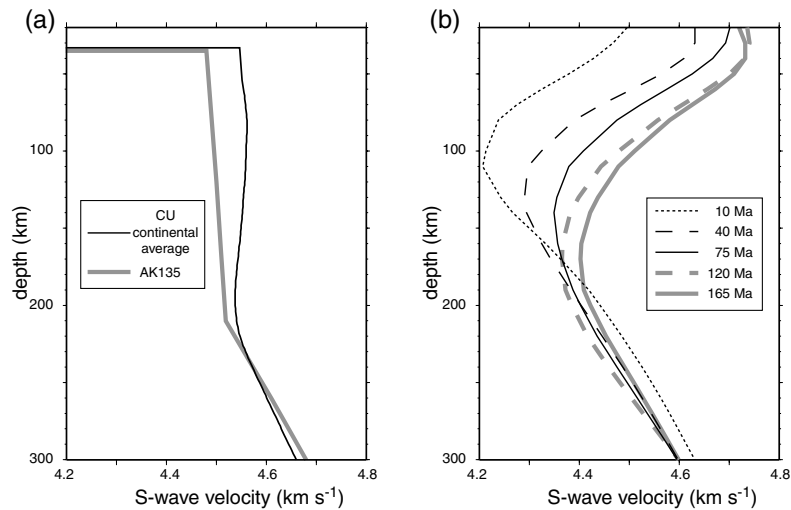 (a)
(b)
100
200
300
depth (km)
CU
continental
average
AK135
4.2
4.4
4.6
4.8
S-wave velocity (km s⁻¹)
100
200
300
depth (km)
10 Ma
40 Ma
75 Ma
120 Ma
165 Ma
4.2
4.4
4.6
4.8
S-wave velocity (km s⁻¹)